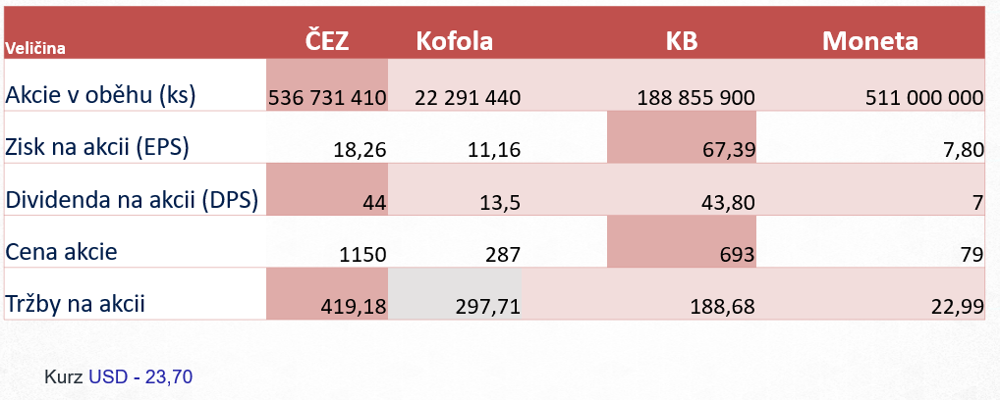 Veličina ČEZ Kofola KB Moneta
Akcie v oběhu (ks) 536 731 410 22 291 440 188 855 900 511 000 000
Zisk na akcii (EPS) 18,26 11,16 67,39 7,80
Dividenda na akcii (DPS) 44 13,5 43,80 7
Cena akcie 1150 287 693 79
Tržby na akcii 419,18 297,71 188,68 22,99
Kurz USD - 23,70